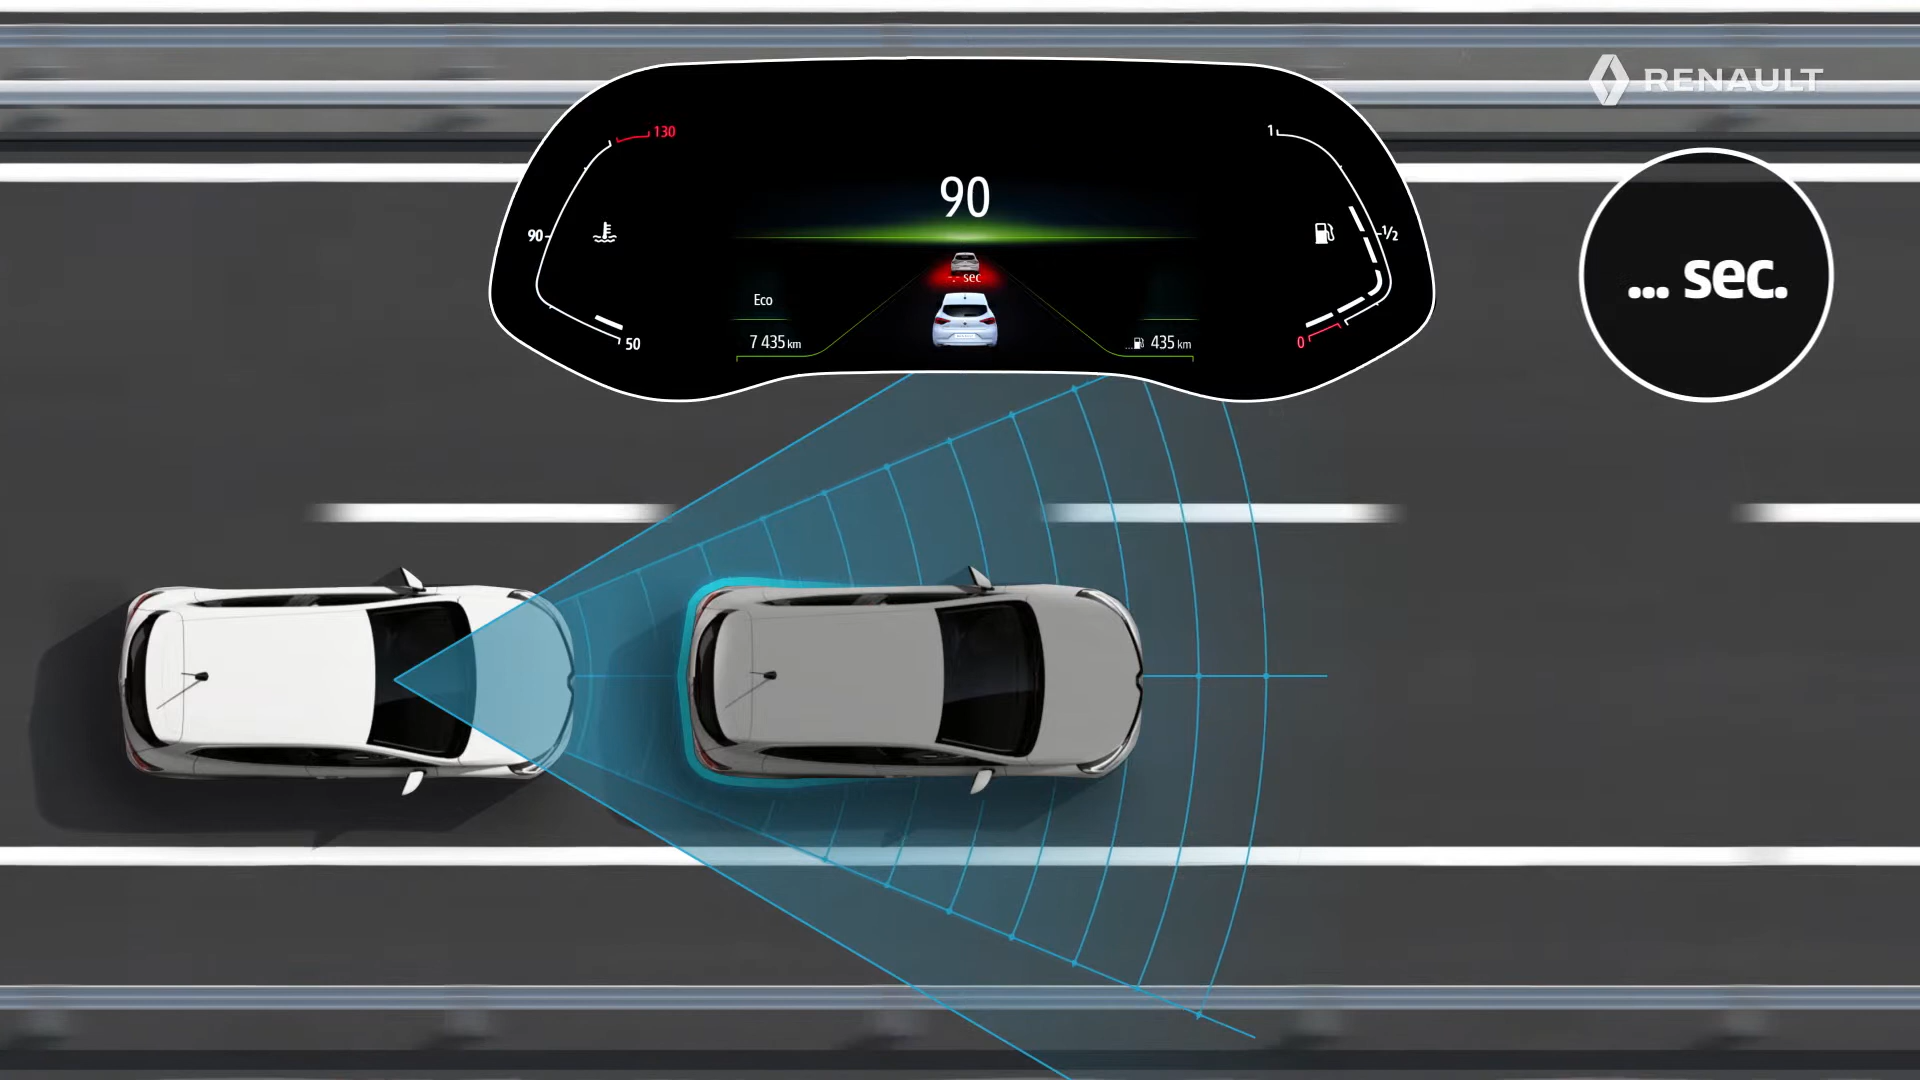 RENAULT
130
1
90
90
1/2
... sec.
-- sec
Eco
7 435 km
... 435 km
50
0